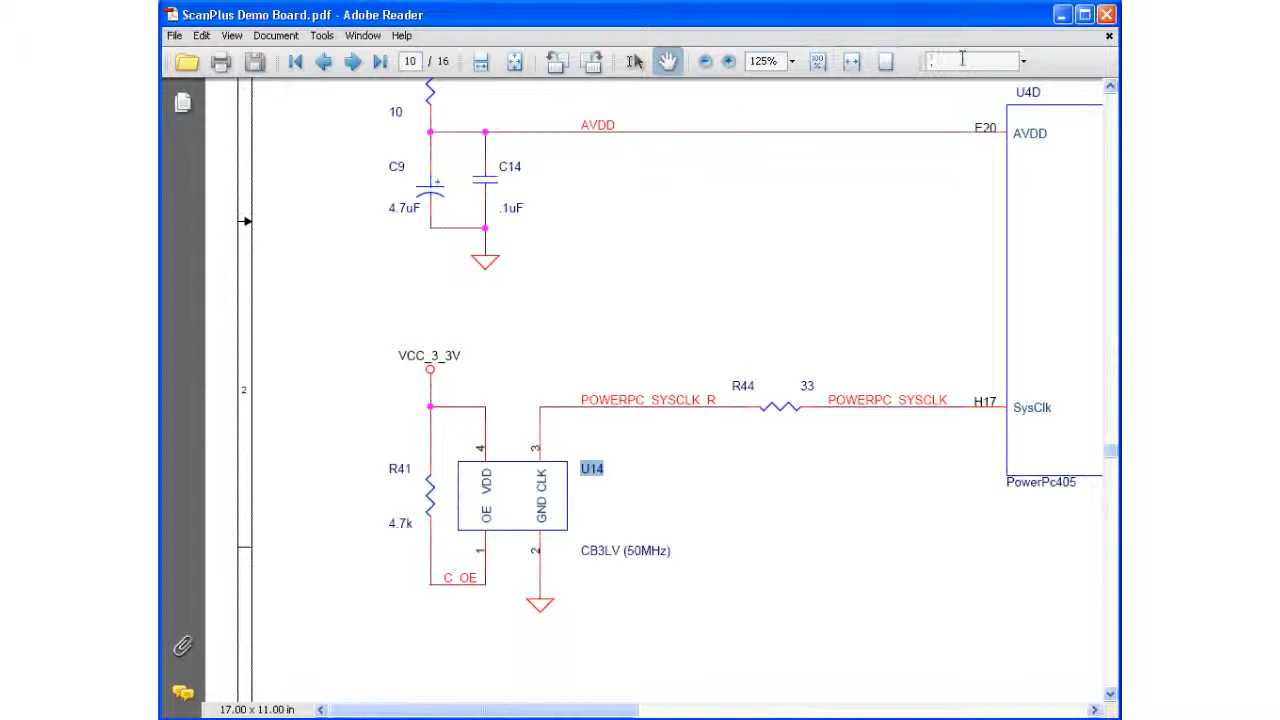 ScanPlus Demo Board.pdf - Adobe Reader
File Edit View Document Tools Window Help
10 / 16 125% 100 %
U4D
10
AVDD
E20
AVDD
C9
+
C14
4.7uF
.1uF
VCC_3_3V
2
POWERPC_SYSCLK_R
R44
33
POWERPC_SYSCLK
H17
SysClk
4
3
R41
VDD
CLK
U14
PowerPc405
OE
GND
4.7k
1
2
CB3LV (50MHz)
C_OE
17.00 x 11.00 in